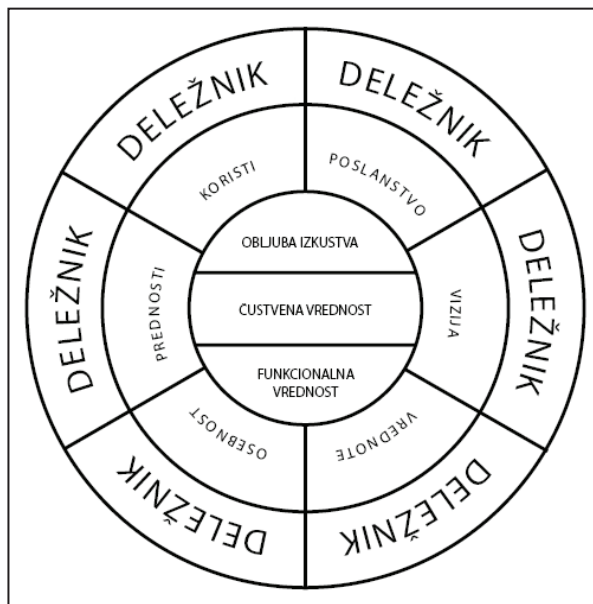 DELEŽNIK
DELEŽNIK
DELEŽNIK
DELEŽNIK
DELEŽNIK
DELEŽNIK
KORISTI
POSLANSTVO
VIZIJA
VREDNOTE
OSEBNOST
PREDNOSTI
OBLJUBA IZKUSTVA
ČUSTVENA VREDNOST
FUNKCIONALNA
VREDNOST